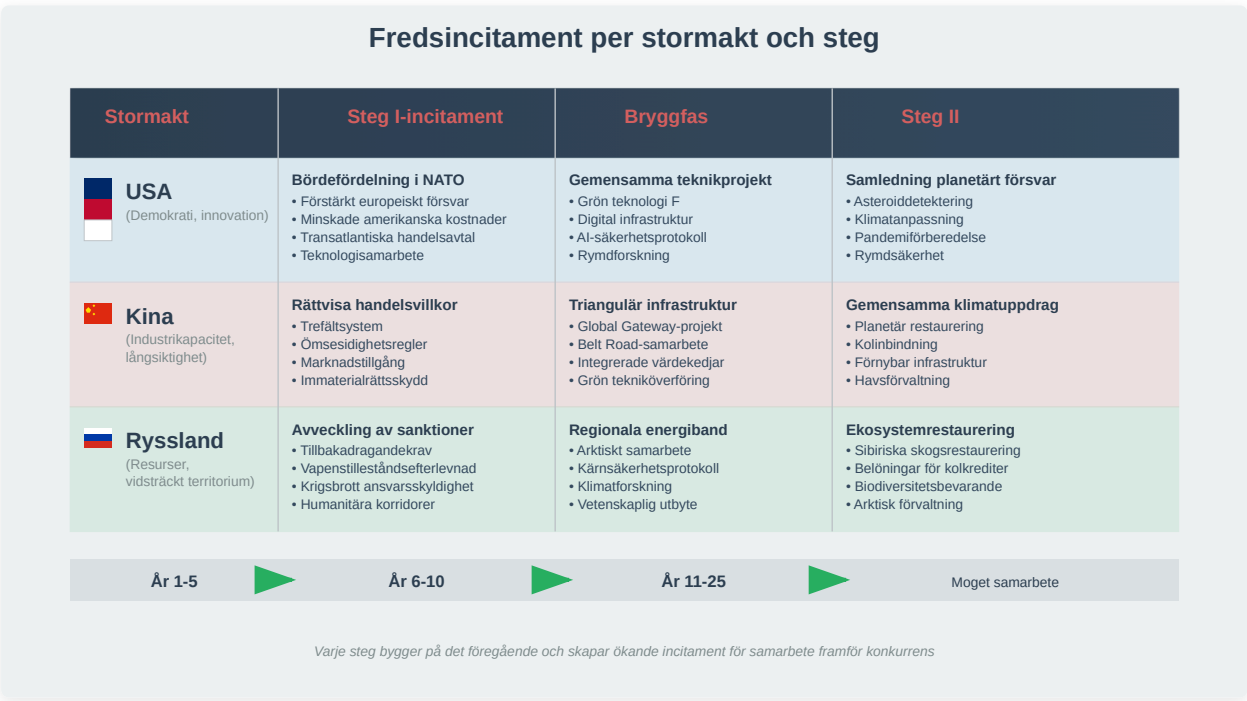 Fredsincitament per stormakt och steg
Stormakt
Steg I-incitament
Bryggfas
Steg II
USA
(Demokrati, innovation)
Bördefördelning i NATO
• Förstärkt europeiskt försvar
• Minskade amerikanska kostnader
• Transatlantiska handelsavtal
• Teknologisamarbete
Gemensamma teknikprojekt
• Grön teknologi F
• Digital infrastruktur
• AI-säkerhetsprotokoll
• Rymdforskning
Samledning planetärt försvar
• Asteroiddetektering
• Klimatanpassning
• Pandemiförberedelse
• Rymdsäkerhet
Kina
(Industrikapacitet,
långsiktighet)
Rättvisa handelsvillkor
• Trefältsystem
• Ömsesidighetsregler
• Marknadstillgång
• Immaterialrättsskydd
Triangulär infrastruktur
• Global Gateway-projekt
• Belt Road-samarbete
• Integrerade värdekedjar
• Grön tekniköverföring
Gemensamma klimatuppdrag
• Planetär restaurering
• Kolinbindning
• Förnybar infrastruktur
• Havsförvaltning
Ryssland
(Resurser,
vidsträckt territorium)
Avveckling av sanktioner
• Tillbakadragandekrav
• Vapenstilleståndsefterlevnad
• Krigsbrott ansvarsskyldighet
• Humanitära korridorer
Regionala energiband
• Arktiskt samarbete
• Kärnsäkerhetsprotokoll
• Klimatforskning
• Vetenskaplig utbyte
Ekosystemrestaurering
• Sibiriska skogsrestaurering
• Belöningar för kolkrediter
• Biodiversitetsbevarande
• Arktisk förvaltning
År 1-5
År 6-10
År 11-25
Moget samarbete
Varje steg bygger på det föregående och skapar ökande incitament för samarbete framför konkurrens